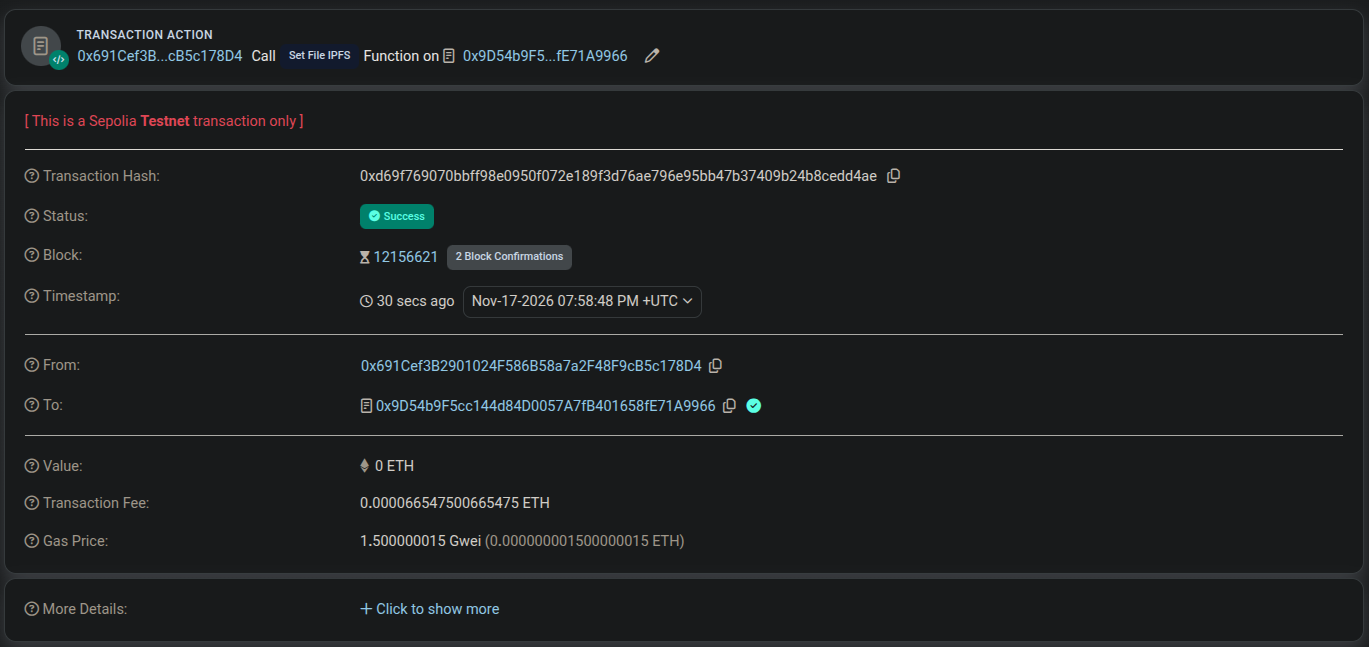 TRANSACTION ACTION
0x691Cef3B...cB5c178D4 Call Set File IPFS Function on 0x9D54b9F5...fE71A9966
[ This is a Sepolia Testnet transaction only ]
Transaction Hash: 0xd69f769070bbff98e0950f072e189f3d76ae796e95bb47b37409b24b8cedd4ae
Status: Success
Block: 12156621 2 Block Confirmations
Timestamp: 30 secs ago Nov-17-2026 07:58:48 PM +UTC
From: 0x691Cef3B2901024F586B58a7a2F48F9cB5c178D4
To: 0x9D54b9F5cc144d84D0057A7fB401658fE71A9966
Value: 0 ETH
Transaction Fee: 0.000066547500665475 ETH
Gas Price: 1.500000015 Gwei (0.000000001500000015 ETH)
More Details: + Click to show more